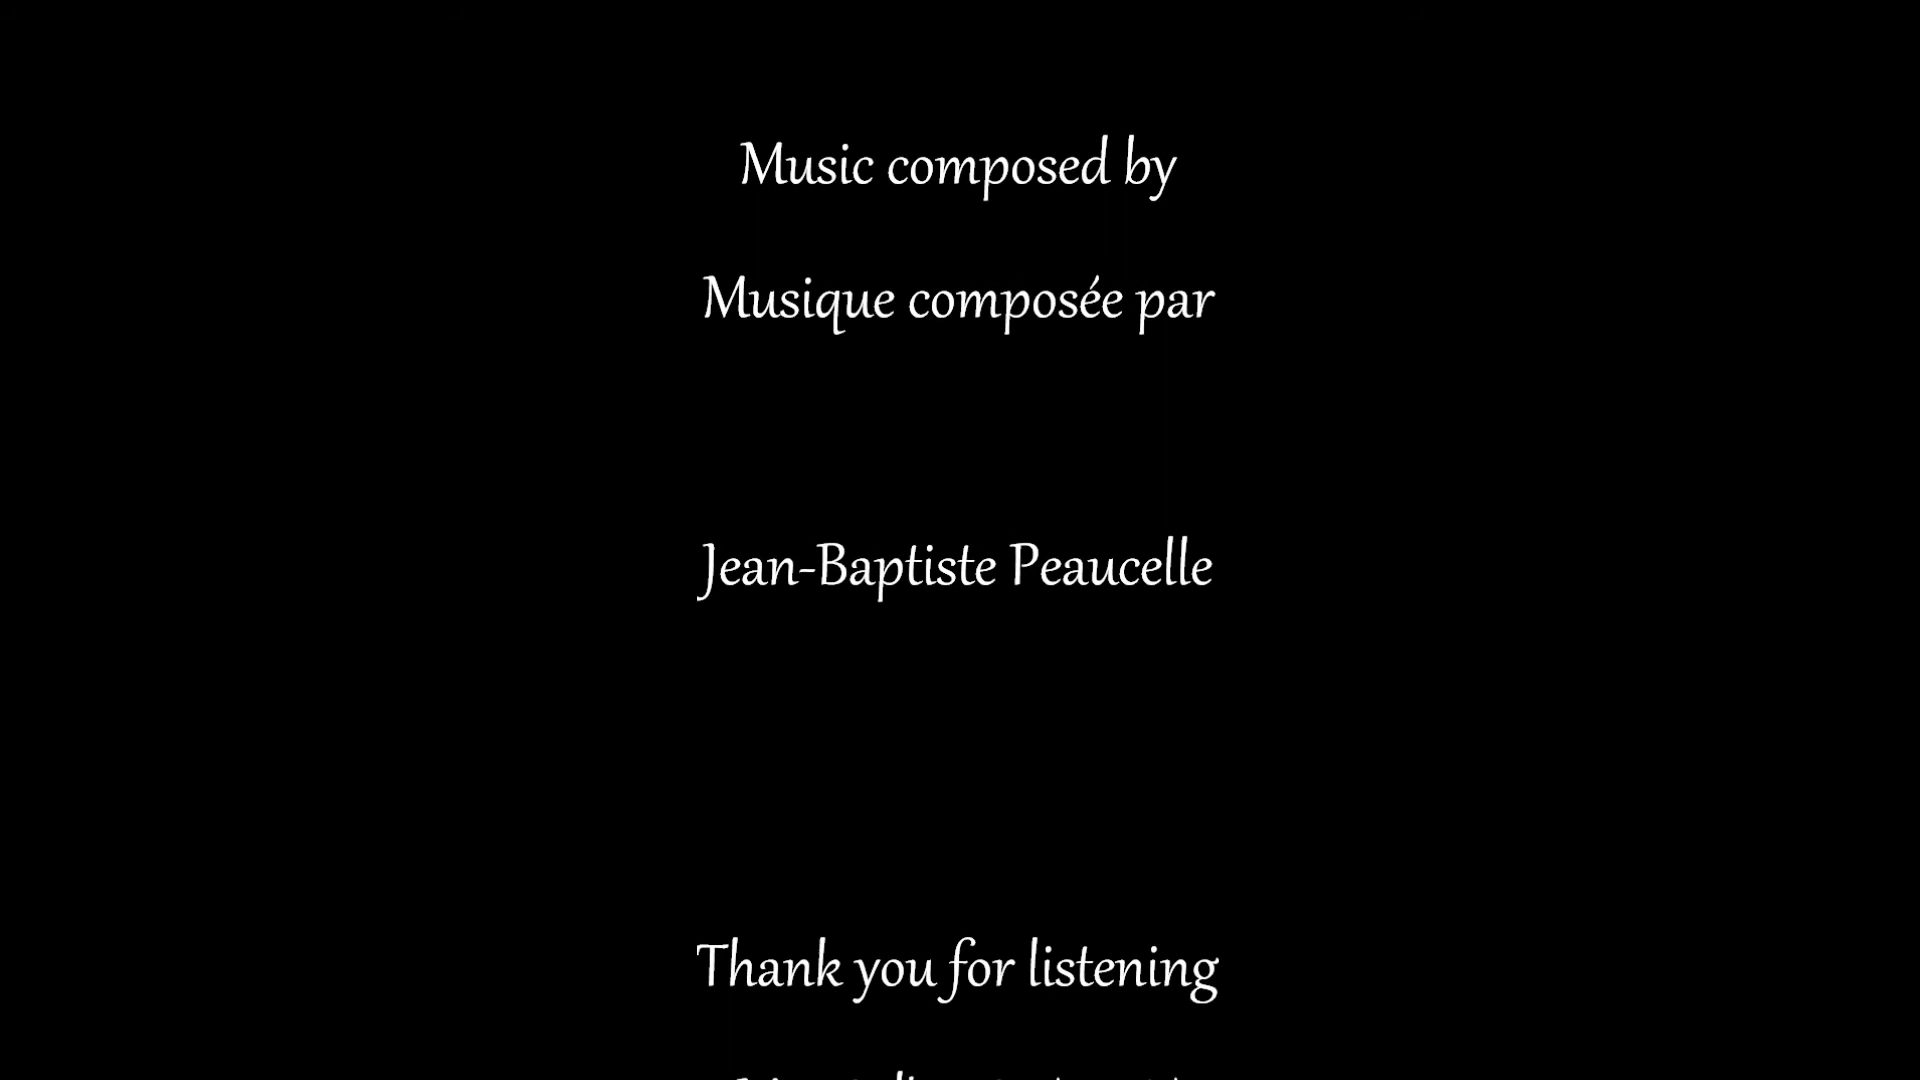 Music composed by
Musique composée par
Jean-Baptiste Peaucelle
Thank you for listening